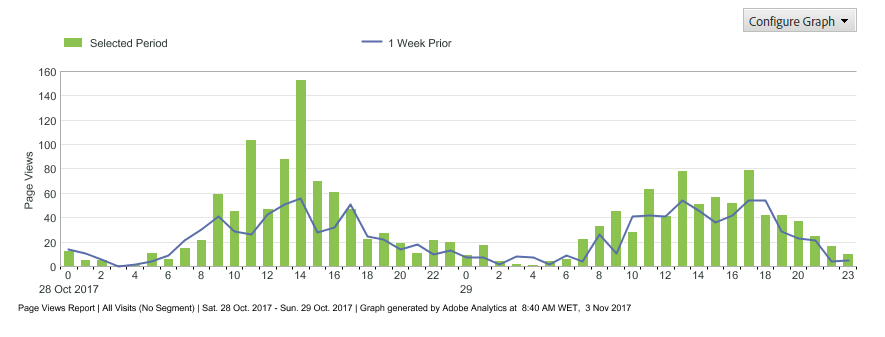 Configure Graph
Selected Period 1 Week Prior
160
140
120
100
80
60
40
20
0
Page Views
0 2 4 6 8 10 12 14 16 18 20 22 0 2 4 6 8 10 12 14 16 18 20 23
28 Oct 2017 29
Page Views Report | All Visits (No Segment) | Sat. 28 Oct. 2017 - Sun. 29 Oct. 2017 | Graph generated by Adobe Analytics at 8:40 AM WET, 3 Nov 2017